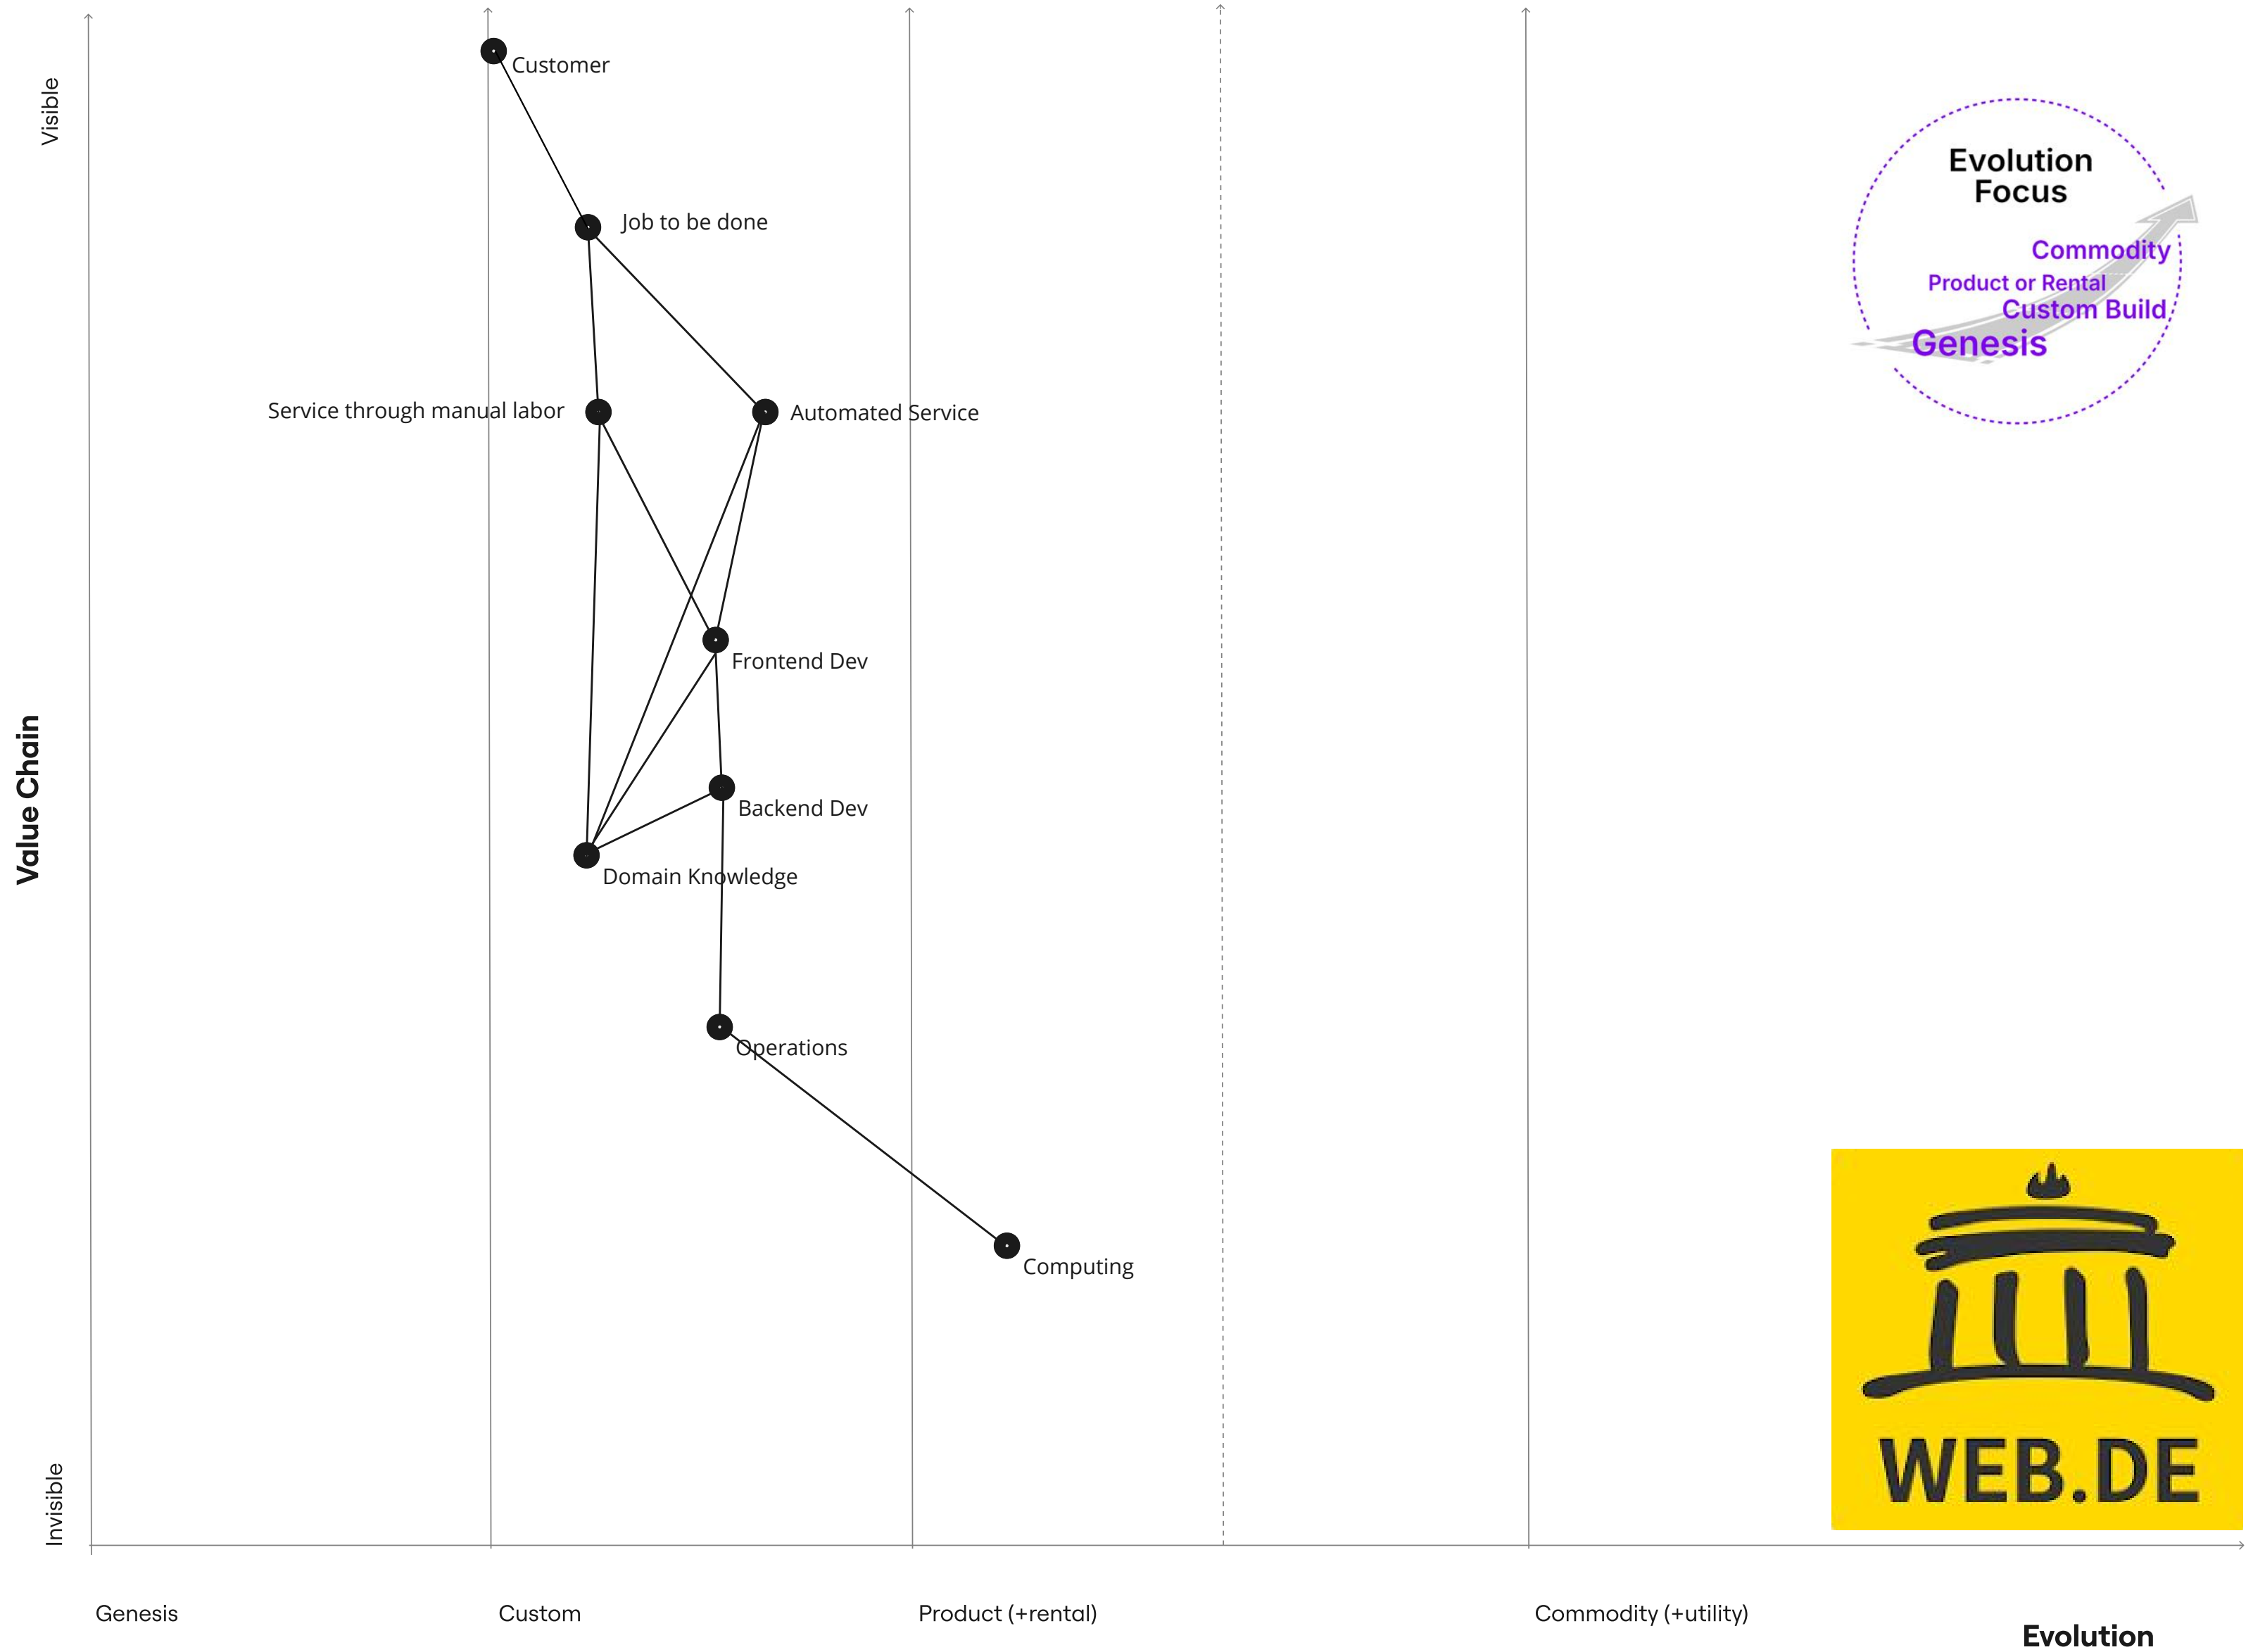 Visible
Customer
Evolution
Focus
Job to be done
Commodity
Product or Rental
Custom Build
Genesis
Service through manual labor
Automated Service
Frontend Dev
Value Chain
Backend Dev
Domain Knowledge
Operations
Computing
WEB.DE
Invisible
Genesis
Custom
Product (+rental)
Commodity (+utility)
Evolution